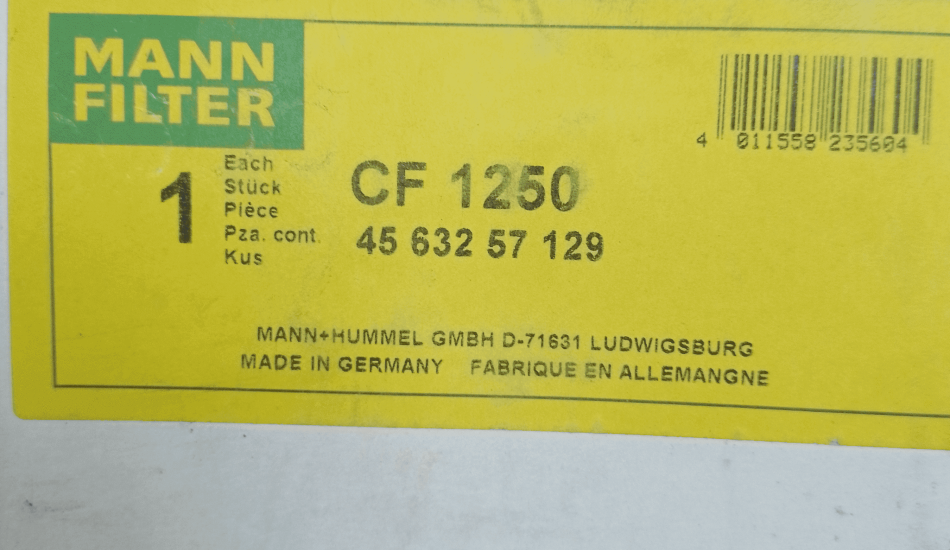 MANN
FILTER
4 011558 235604
1
Each
Stück
Pièce
Pza. cont.
Kus
CF 1250
45 632 57 129
MANN+HUMMEL GMBH D-71631 LUDWIGSBURG
MADE IN GERMANY FABRIQUE EN ALLEMANGNE